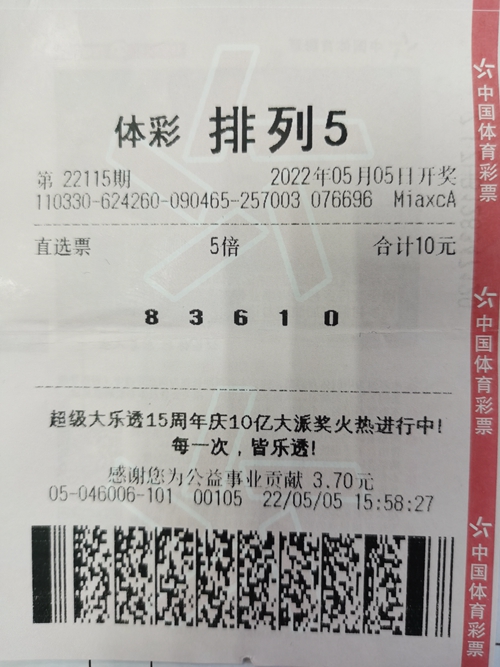 体彩 排列5
第 22115期 2022年05月05日开奖
110330-624260-090465-257003 076696 MiaxcA
直选票 5倍 合计10元
8 3 6 1 0
超级大乐透15周年庆10亿大派奖火热进行中!
每一次，皆乐透!
感谢您为公益事业贡献 3.70元
05-046006-101 00105 22/05/05 15:58:27
中国体育彩票
中国体育彩票
中国体育彩票